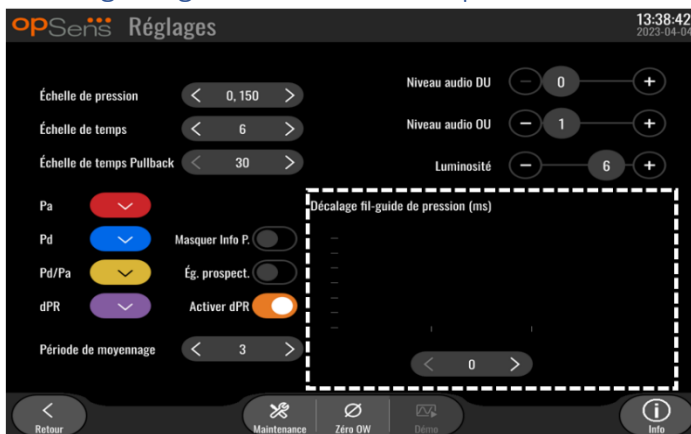 opSens Réglages
13:38:42
2023-04-04
Échelle de pression 0, 150
Échelle de temps 6
Échelle de temps Pullback 30
Niveau audio DU 0
Niveau audio OU 1
Luminosité 6
Pa
Pd Masquer Info P.
Pd/Pa Ég. prospect.
dPR Activer dPR
Période de moyennage 3
Décalage fil-guide de pression (ms)
0
Retour
Maintenance
Zéro OW
Démo
Info